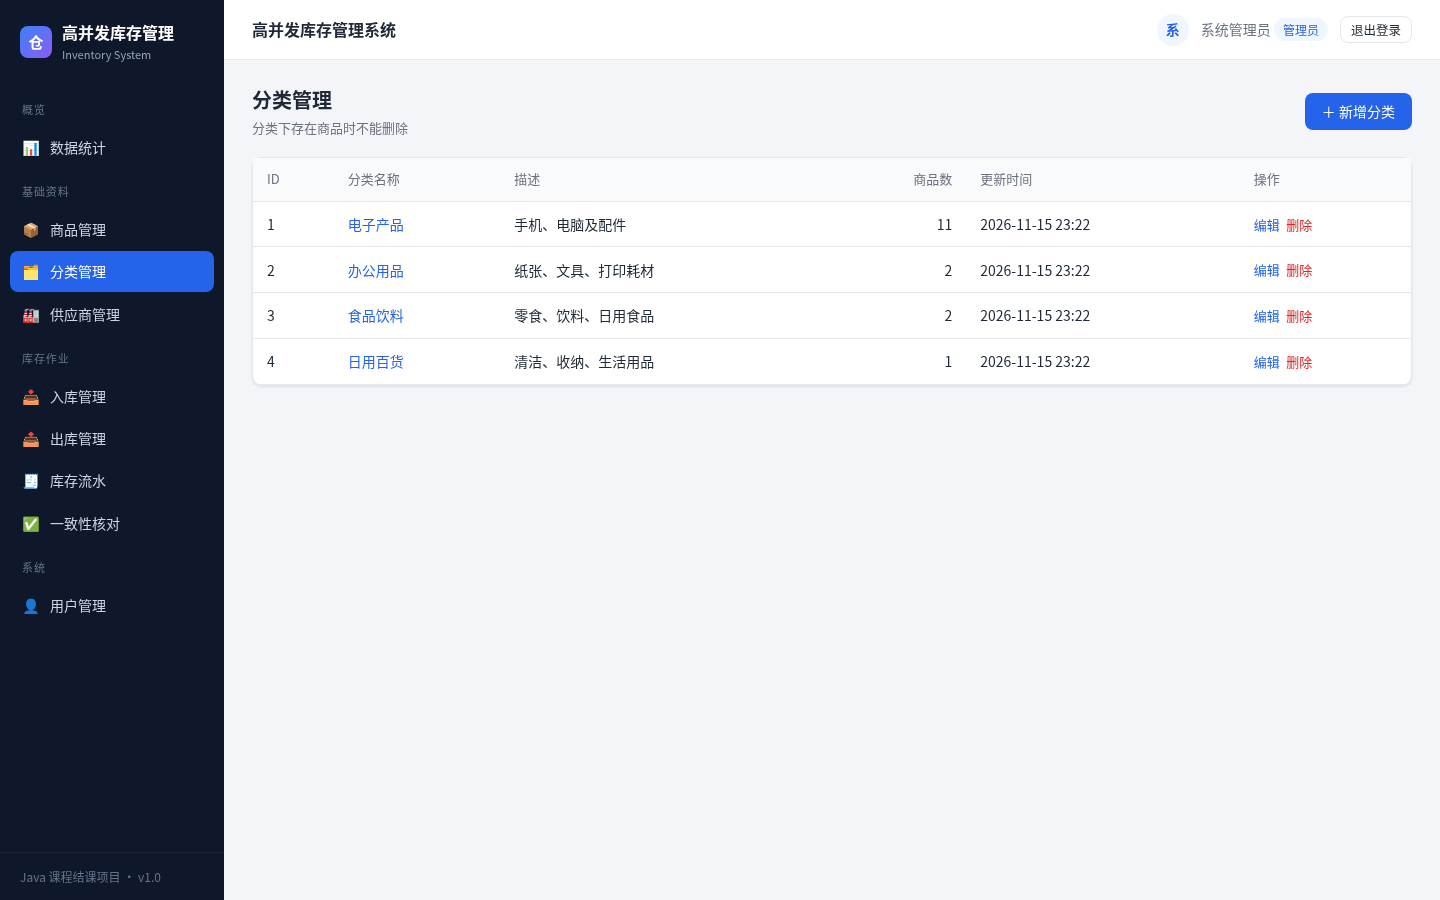 仓
高并发库存管理
Inventory System
概览
数据统计
基础资料
商品管理
分类管理
供应商管理
库存作业
入库管理
出库管理
库存流水
一致性核对
系统
用户管理
Java 课程结课项目 · v1.0
高并发库存管理系统
系 系统管理员 管理员 退出登录
分类管理
分类下存在商品时不能删除
+ 新增分类
ID 分类名称 描述 商品数 更新时间 操作
1 电子产品 手机、电脑及配件 11 2026-11-15 23:22 编辑 删除
2 办公用品 纸张、文具、打印耗材 2 2026-11-15 23:22 编辑 删除
3 食品饮料 零食、饮料、日用食品 2 2026-11-15 23:22 编辑 删除
4 日用百货 清洁、收纳、生活用品 1 2026-11-15 23:22 编辑 删除